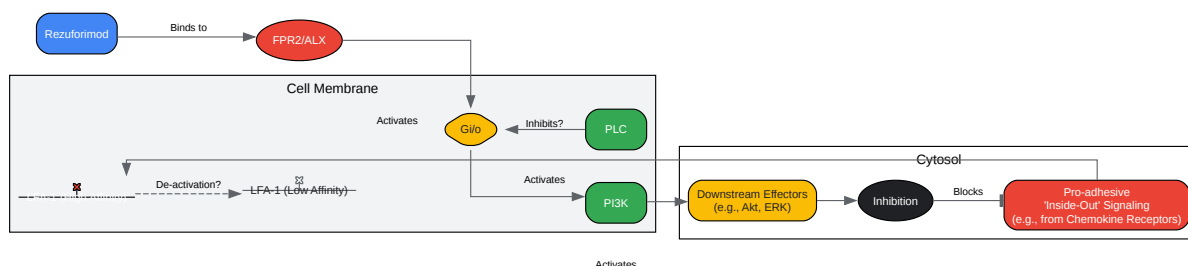 Rezuforimod
Binds to
FPR2/ALX
Cell Membrane
Activates
Gi/o
Inhibits?
PLC
Cytosol
De-activation?
LFA-1 (Low Affinity)
Activates
PI3K
Downstream Effectors
(e.g., Akt, ERK)
Inhibition
Blocks
Pro-adhesive
'Inside-Out' Signaling
(e.g., from Chemokine Receptors)
Activates